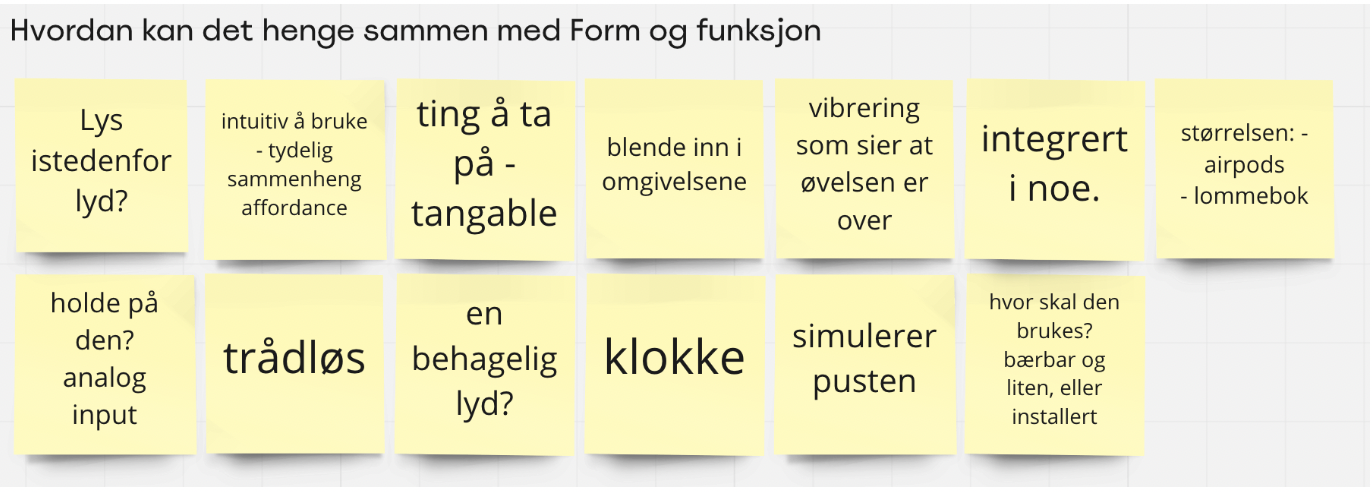 Hvordan kan det henge sammen med Form og funksjon
Lys
istedenfor
lyd?
intuitiv å bruke
- tydelig
sammenheng
affordance
ting å ta
på -
tangable
blende inn i
omgivelsene
vibrering
som sier at
øvelsen er
over
integrert
i noe.
størrelsen: -
airpods
- lommebok
holde på
den?
analog
input
trådløs
en
behagelig
lyd?
klokke
simulerer
pusten
hvor skal den
brukes?
bærbar og
liten, eller
installert